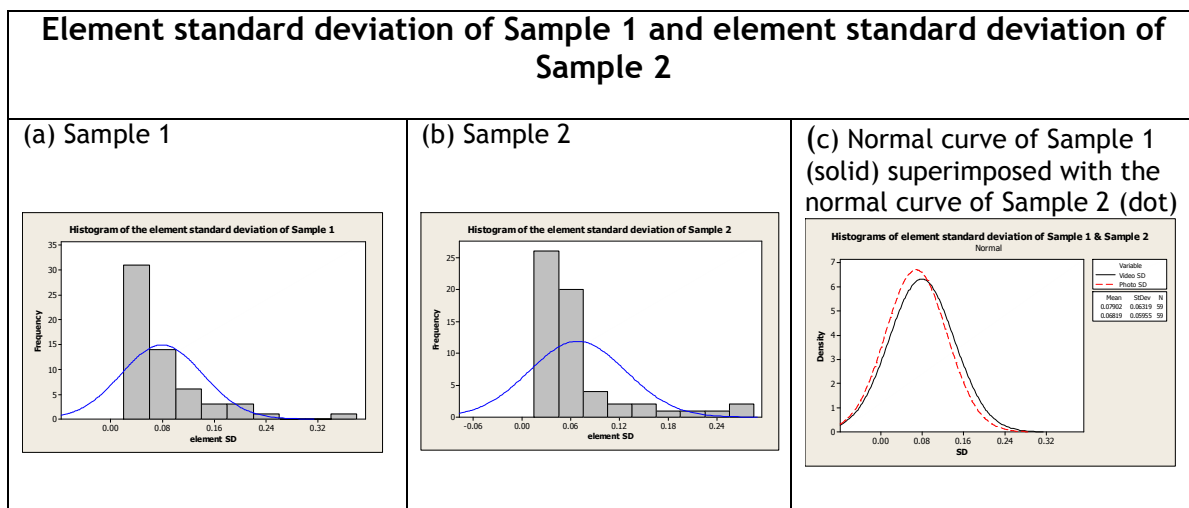 Element standard deviation of Sample 1 and element standard deviation of
Sample 2
(a) Sample 1
Histogram of the element standard deviation of Sample 1
35
30
25
20
15
10
5
0
Frequency
0.00 0.08 0.16 0.24 0.32
element SD
(b) Sample 2
Histogram of the element standard deviation of Sample 2
25
20
15
10
5
0
Frequency
-0.06 0.00 0.06 0.12 0.18 0.24
element SD
(c) Normal curve of Sample 1
(solid) superimposed with the
normal curve of Sample 2 (dot)
Histograms of element standard deviation of Sample 1 & Sample 2
Normal
7
6
5
4
3
2
1
0
Density
0.00 0.08 0.16 0.24 0.32
SD
Variable
Video SD
Photo SD
Mean StDev N
0.07902 0.06319 59
0.06819 0.05955 59